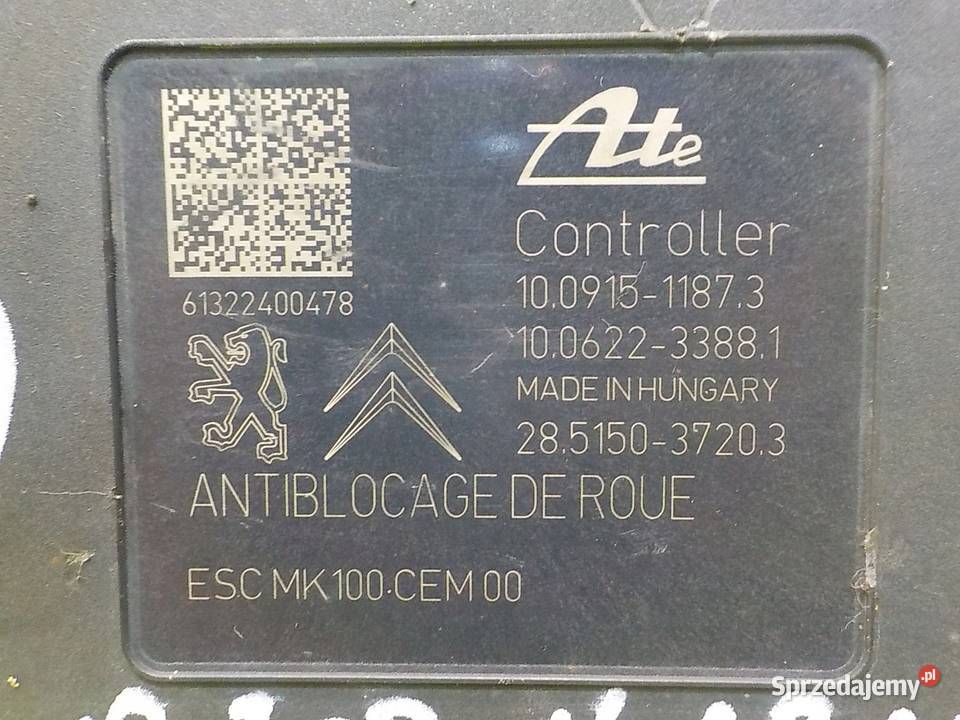 Ate
Controller
10.0915-1187.3
10.0622-3388.1
MADE IN HUNGARY
28.5150-3720.3
61322400478
ANTIBLOCAGE DE ROUE
ESC MK100.CEM 00
Sprzedajemy.pl